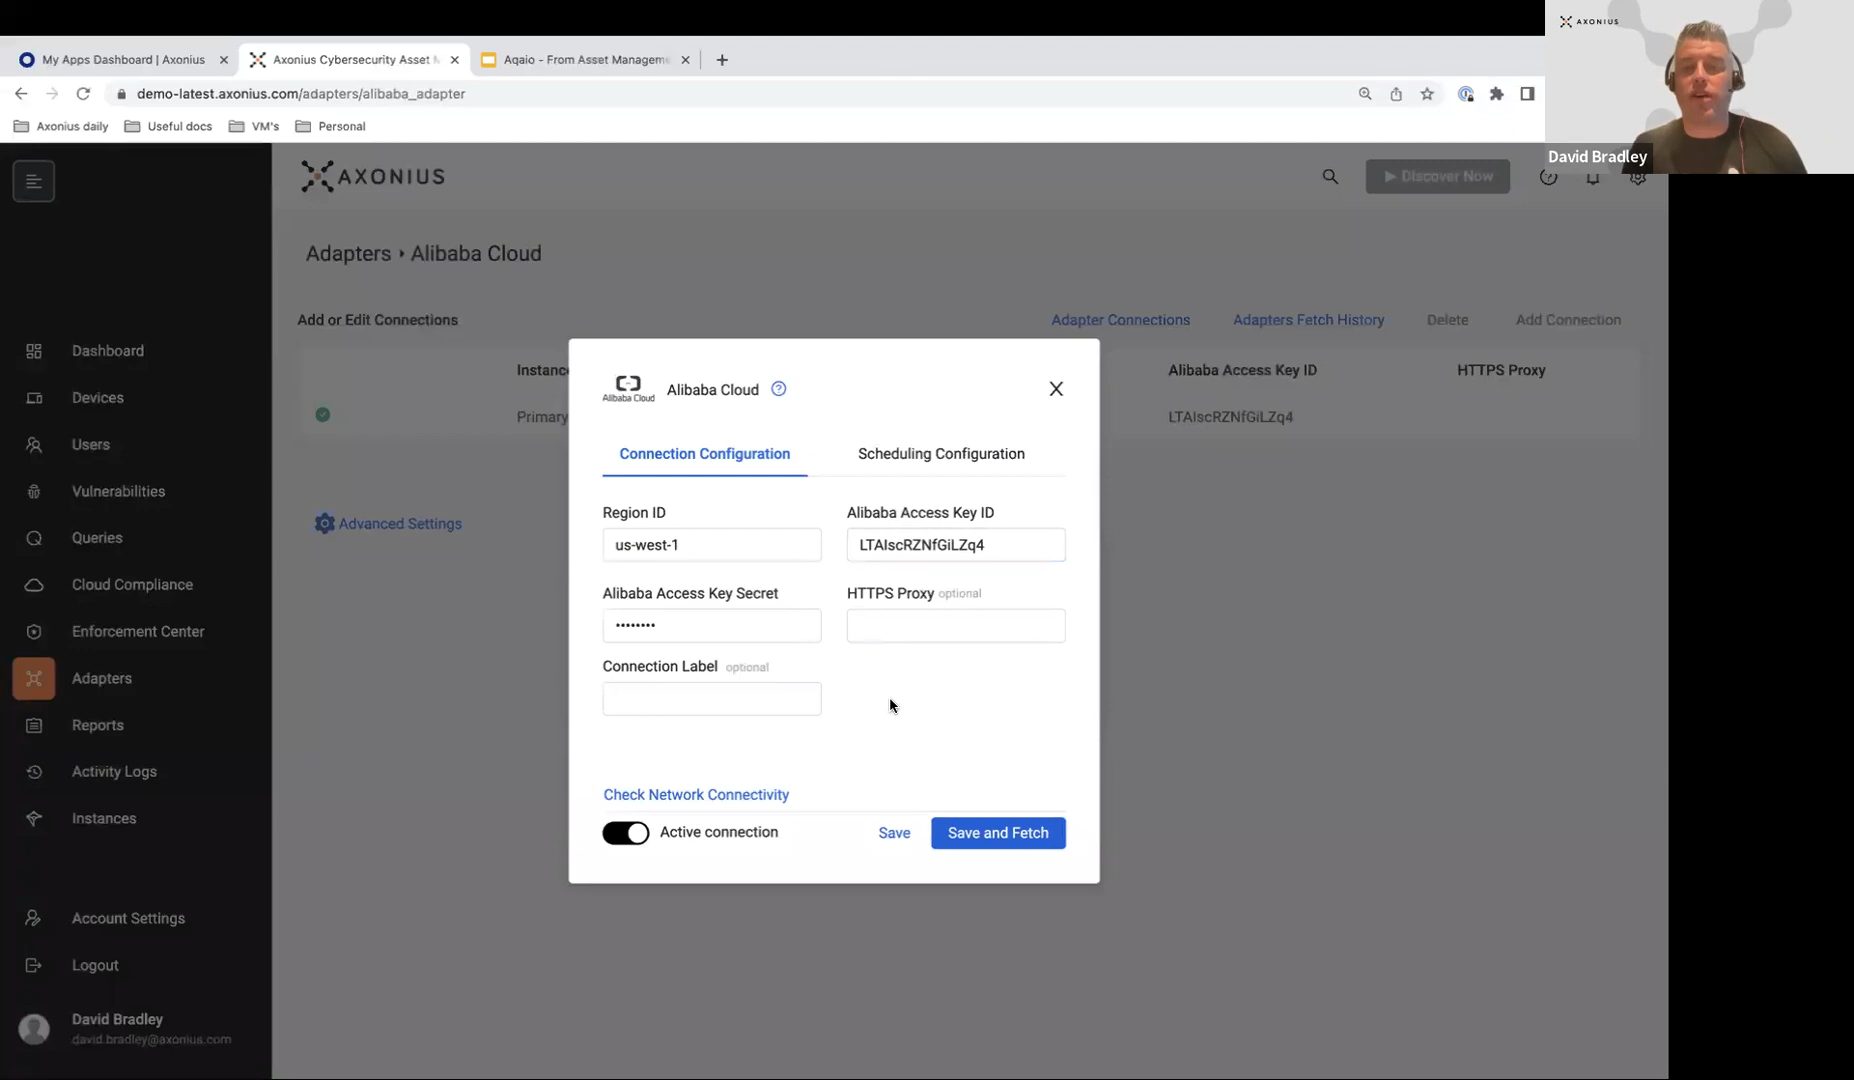 AXONIUS
My Apps Dashboard | Axonius
Axonius Cybersecurity Asset M
Aqaio - From Asset Managem
demo-latest.axonius.com/adapters/alibaba_adapter
Axonius daily
Useful docs
VM's
Personal
David Bradley
AXONIUS
Discover Now
Adapters
Alibaba Cloud
Add or Edit Connections
Adapter Connections
Adapters Fetch History
Delete
Add Connection
Instanc
Alibaba Access Key ID
HTTPS Proxy
Primary
LTAIscRZNfGiLZq4
Advanced Settings
Dashboard
Devices
Users
Vulnerabilities
Queries
Cloud Compliance
Enforcement Center
Adapters
Reports
Activity Logs
Instances
Account Settings
Logout
David Bradley
david.bradley@axonius.com
Alibaba Cloud
Alibaba Cloud
Connection Configuration
Scheduling Configuration
Region ID
Alibaba Access Key ID
us-west-1
LTAIscRZNfGiLZq4
Alibaba Access Key Secret
HTTPS Proxy optional
••••••••
Connection Label optional
Check Network Connectivity
Active connection
Save
Save and Fetch